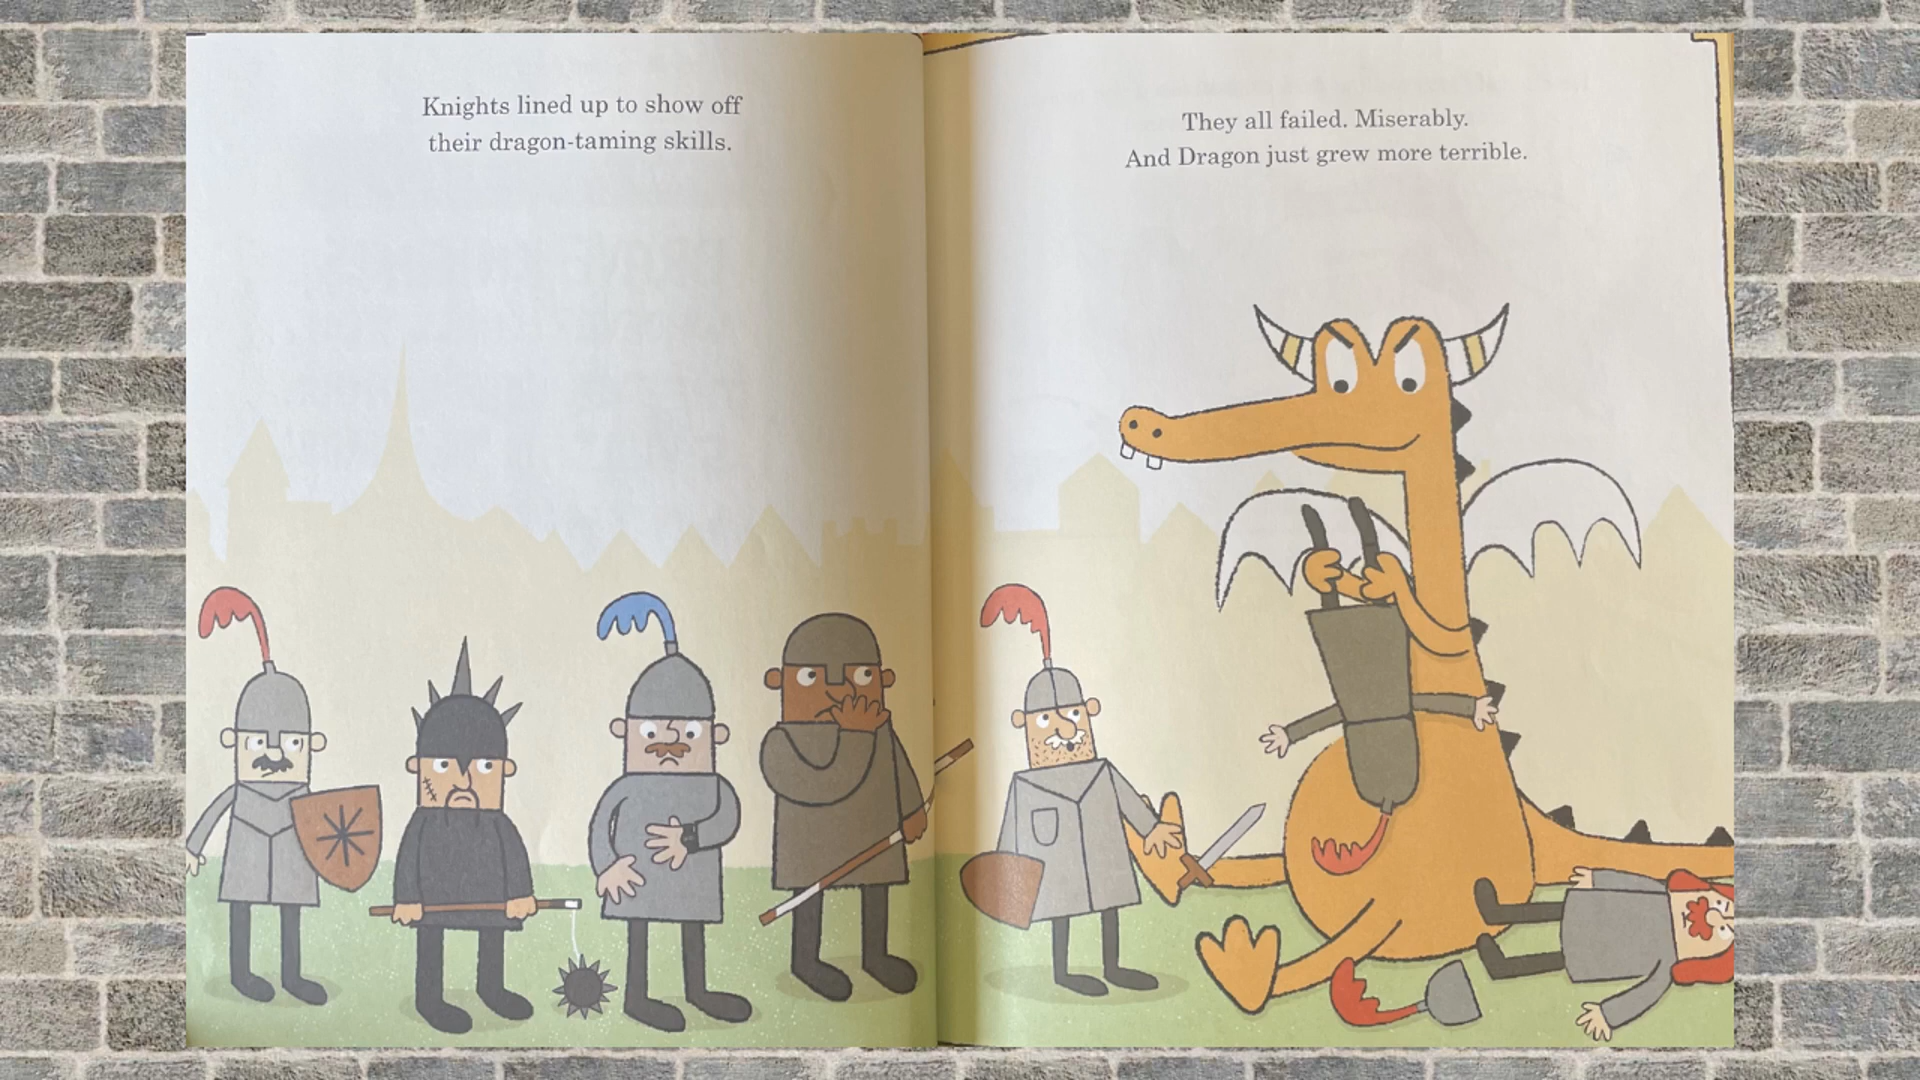 Knights lined up to show off
their dragon-taming skills.
They all failed. Miserably.
And Dragon just grew more terrible.